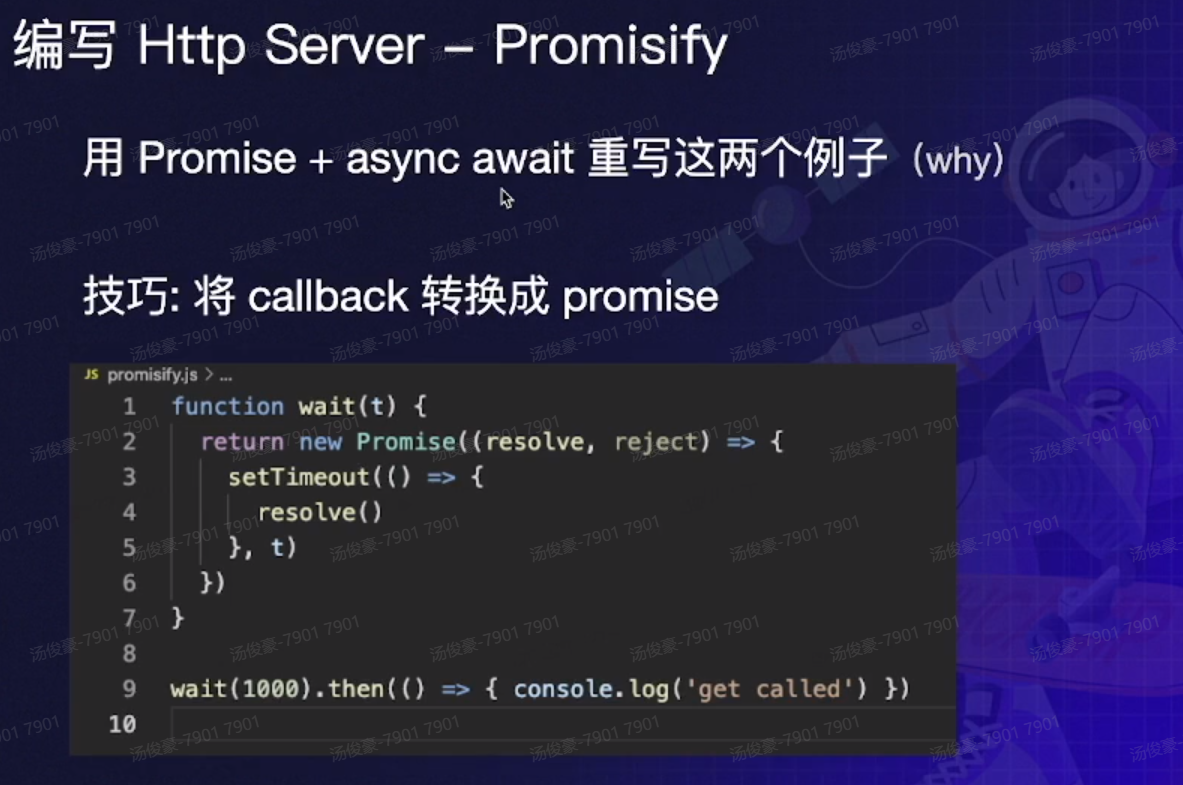 编写 Http Server – Promisify
用 Promise + async await 重写这两个例子（why）
技巧: 将 callback 转换成 promise
JS promisify.js > ...
1 function wait(t) {
2 return new Promise((resolve, reject) => {
3 setTimeout(() => {
4 resolve()
5 }, t)
6 })
7 }
8
9 wait(1000).then(() => { console.log('get called') })
10
汤俊豪-7901 7901